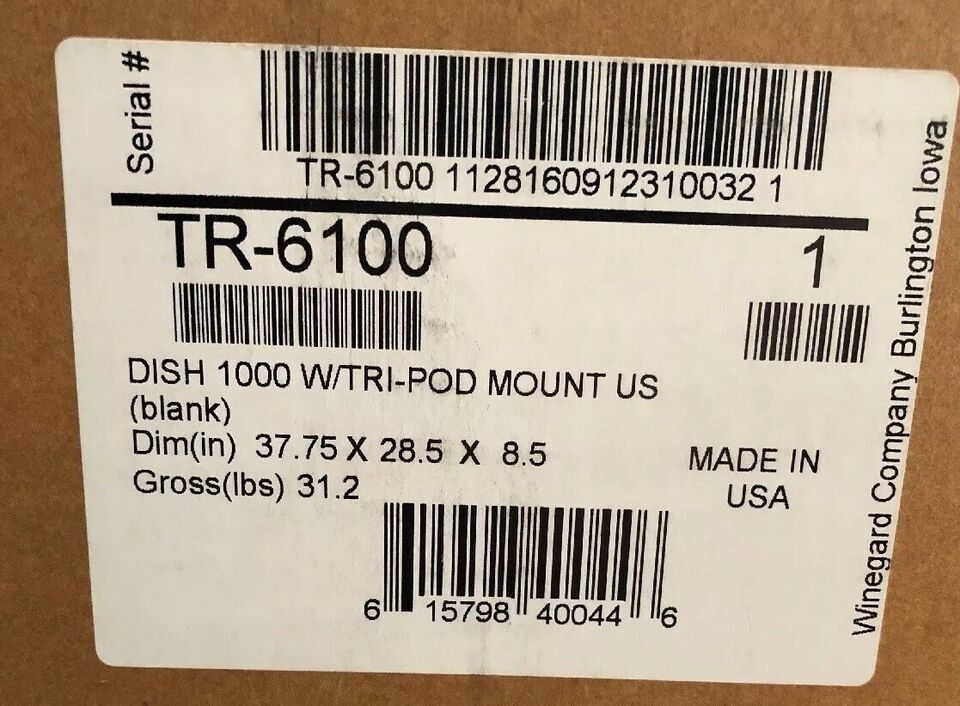 Serial #
TR-6100 1128160912310032 1
TR-6100
1
DISH 1000 W/TRI-POD MOUNT US
(blank)
Dim(in) 37.75 X 28.5 X 8.5
Gross(lbs) 31.2
MADE IN
USA
6 15798 40044 6
Winegard Company Burlington Iowa